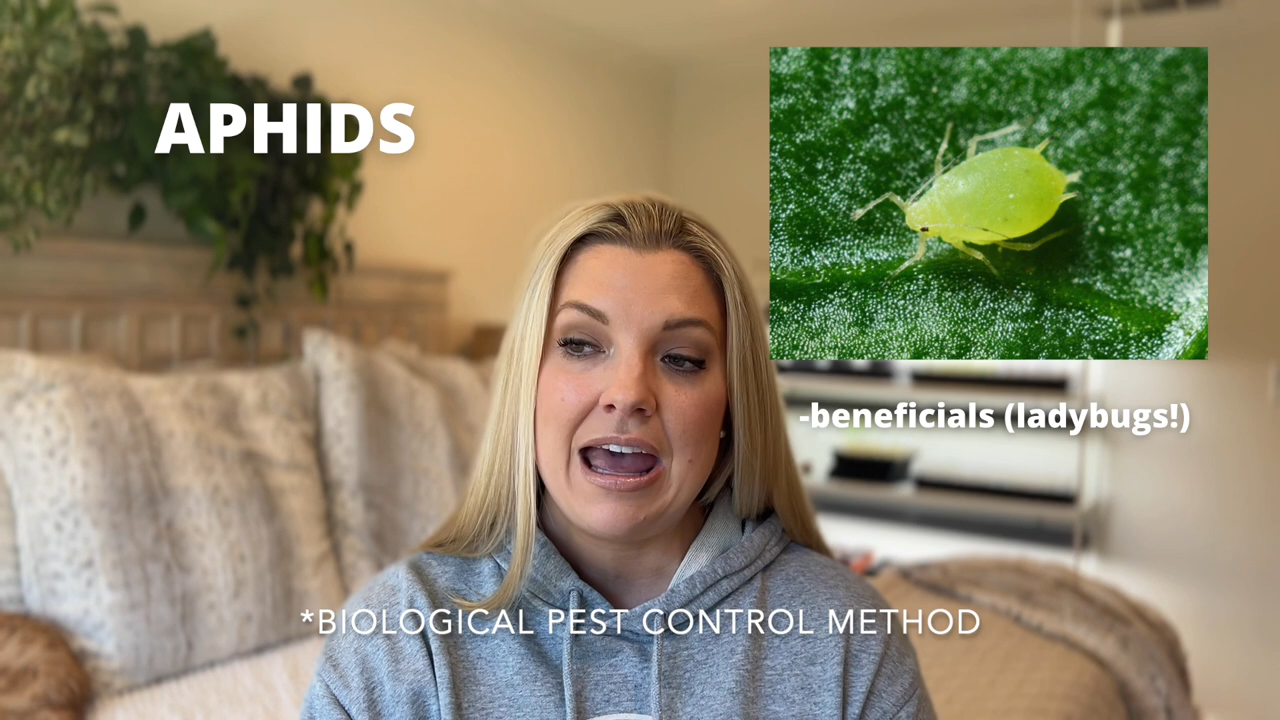 APHIDS
-beneficials (ladybugs!)
*BIOLOGICAL PEST CONTROL METHOD